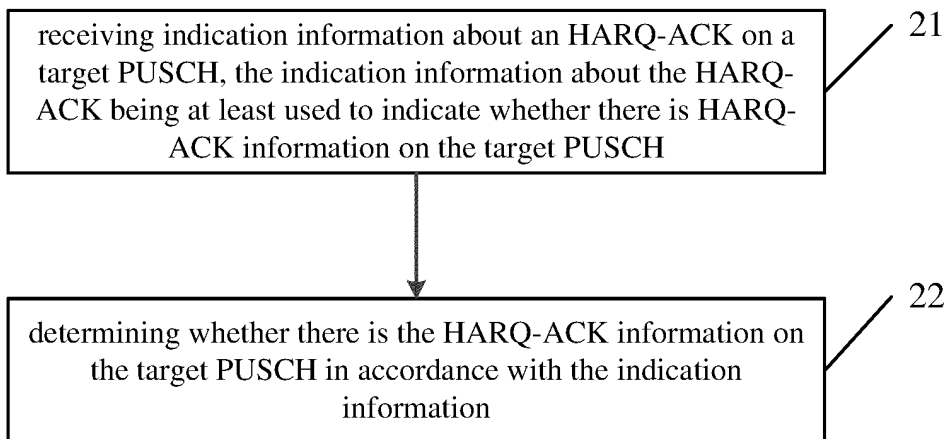 receiving indication information about an HARQ-ACK on a
target PUSCH, the indication information about the HARQ-
ACK being at least used to indicate whether there is HARQ-
ACK information on the target PUSCH
21
determining whether there is the HARQ-ACK information on
the target PUSCH in accordance with the indication
information
22